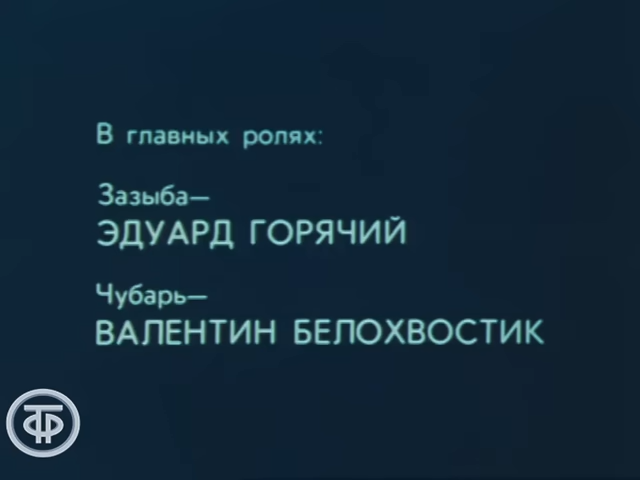 В главных ролях:
Зазыба—
ЭДУАРД ГОРЯЧИЙ
Чубарь—
ВАЛЕНТИН БЕЛОХВОСТИК